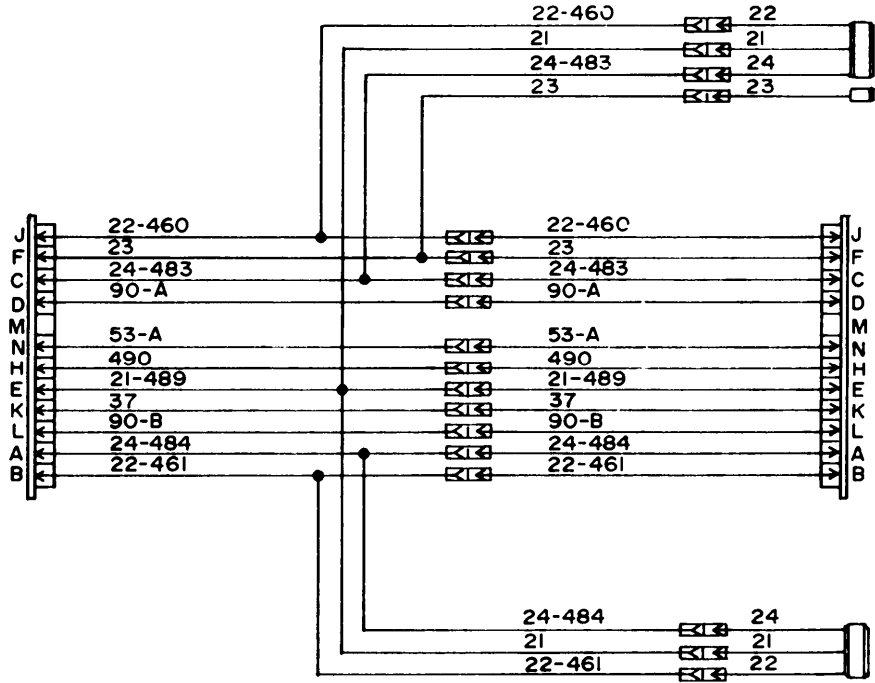 22-460 22
21 21
24-483 24
23 23
J 22-460 22-460 J
F 23 23 F
C 24-483 24-483 C
D 90-A 90-A D
M M
N 53-A 53-A N
H 490 490 H
E 21-489 21-489 E
K 37 37 K
L 90-B 90-B L
A 24-484 24-484 A
B 22-461 22-461 B
24-484 24
21 21
22-461 22